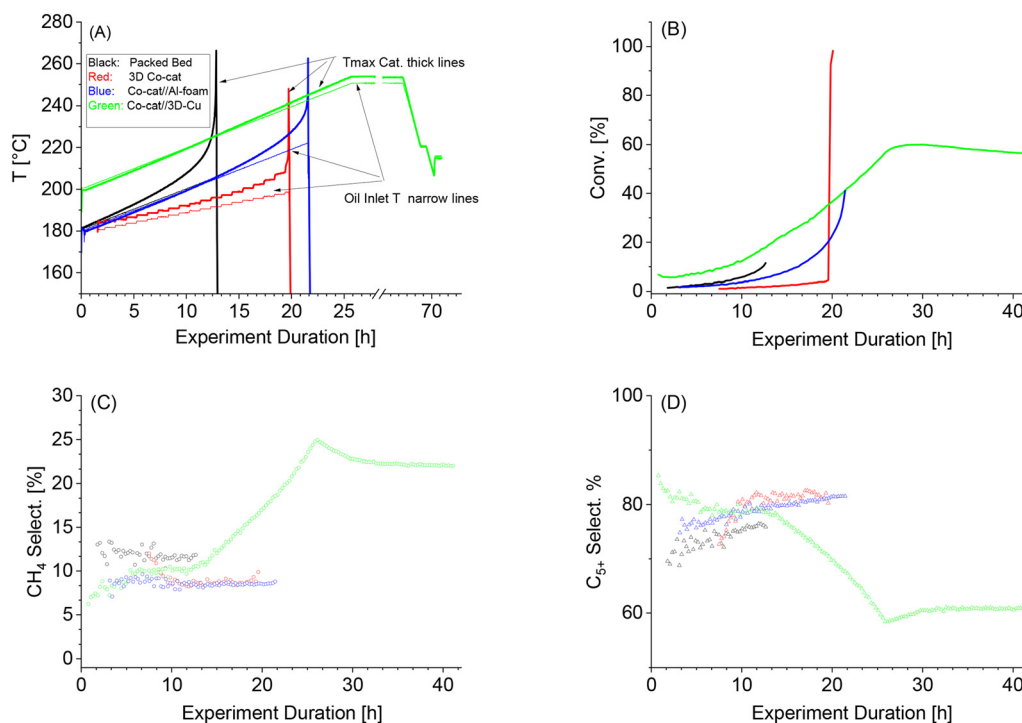 (A)
Black: Packed Bed
Red: 3D Co-cat
Blue: Co-cat//Al-foam
Green: Co-cat//3D-Cu
Tmax Cat. thick lines
Oil Inlet T narrow lines
T [°C]
260
240
220
200
180
160
0 5 10 15 20 25 70
Experiment Duration [h]
(B)
Conv. [%]
100
80
60
40
20
0
0 10 20 30 40
Experiment Duration [h]
(C)
CH4 Select. [%]
30
25
20
15
10
5
0
0 10 20 30 40
Experiment Duration [h]
(D)
C5+ Select. %
100
80
60
0 10 20 30 40
Experiment Duration [h]